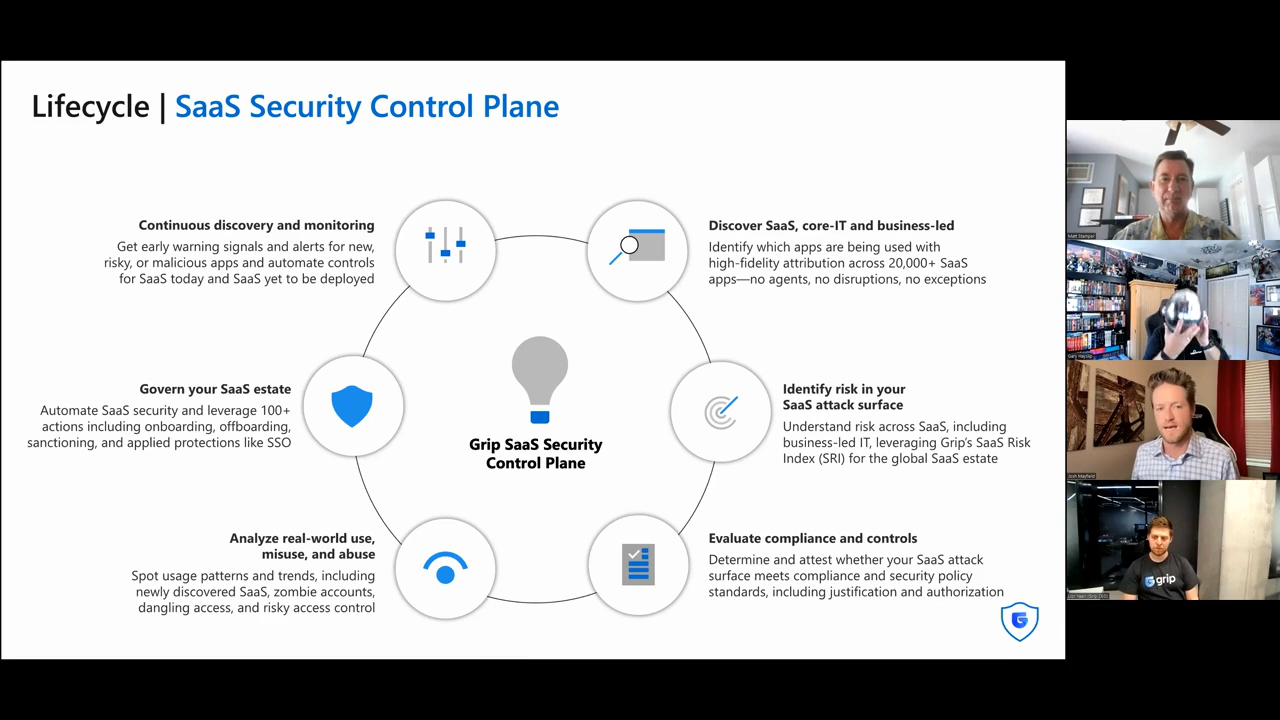 Lifecycle | SaaS Security Control Plane
Continuous discovery and monitoring
Get early warning signals and alerts for new,
risky, or malicious apps and automate controls
for SaaS today and SaaS yet to be deployed
Discover SaaS, core-IT and business-led
Identify which apps are being used with
high-fidelity attribution across 20,000+ SaaS
apps—no agents, no disruptions, no exceptions
Govern your SaaS estate
Automate SaaS security and leverage 100+
actions including onboarding, offboarding,
sanctioning, and applied protections like SSO
Grip SaaS Security
Control Plane
Identify risk in your
SaaS attack surface
Understand risk across SaaS, including
business-led IT, leveraging Grip's SaaS Risk
Index (SRI) for the global SaaS estate
Analyze real-world use,
misuse, and abuse
Spot usage patterns and trends, including
newly discovered SaaS, zombie accounts,
dangling access, and risky access control
Evaluate compliance and controls
Determine and attest whether your SaaS attack
surface meets compliance and security policy
standards, including justification and authorization
Matt Stamper
Gary Hayslip
Josh Mayfield
grip